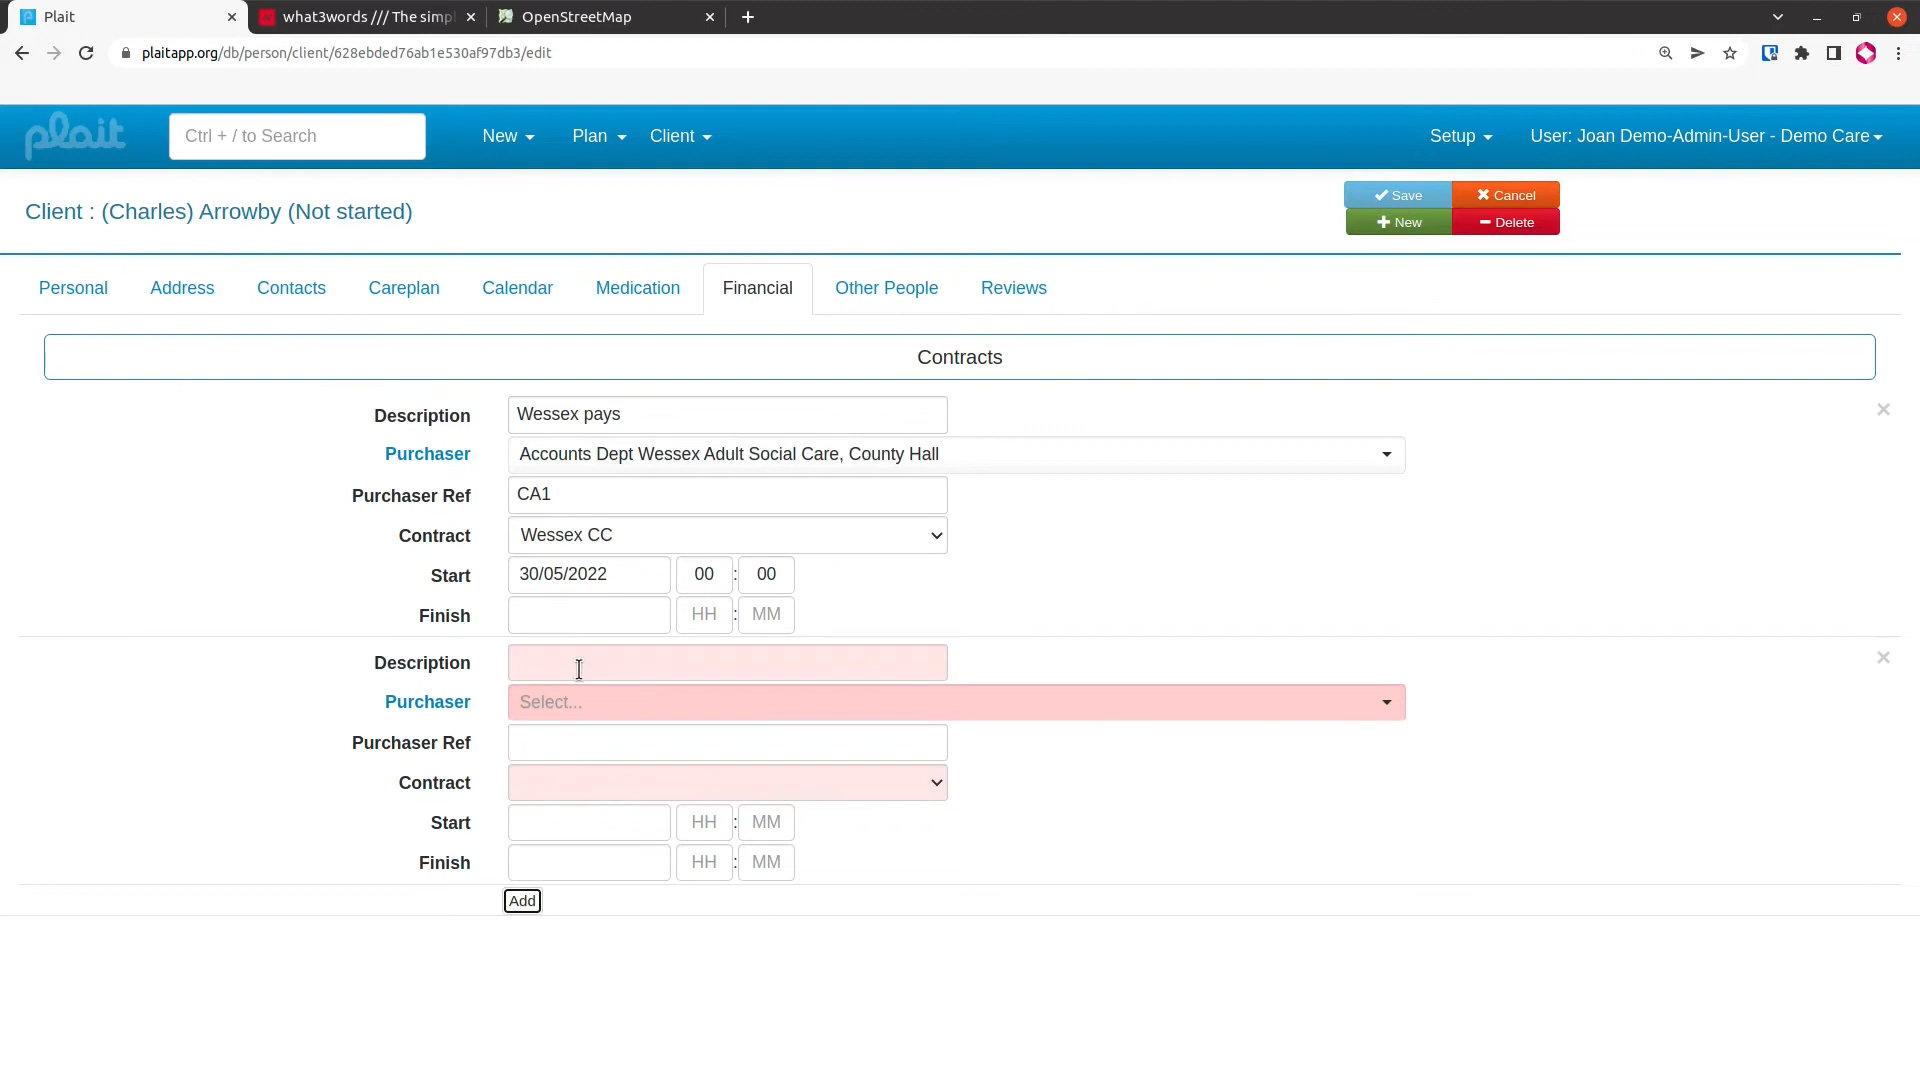 Plait
what3words /// The simpl
OpenStreetMap
plaitapp.org/db/person/client/628ebded76ab1e530af97db3/edit
plait
Ctrl + / to Search
New
Plan
Client
Setup
User: Joan Demo-Admin-User - Demo Care
Client : (Charles) Arrowby (Not started)
Save
Cancel
New
Delete
Personal
Address
Contacts
Careplan
Calendar
Medication
Financial
Other People
Reviews
Contracts
Description
Wessex pays
Purchaser
Accounts Dept Wessex Adult Social Care, County Hall
Purchaser Ref
CA1
Contract
Wessex CC
Start
30/05/2022
00 : 00
Finish
HH : MM
Description
Purchaser
Select...
Purchaser Ref
Contract
Start
HH : MM
Finish
HH : MM
Add